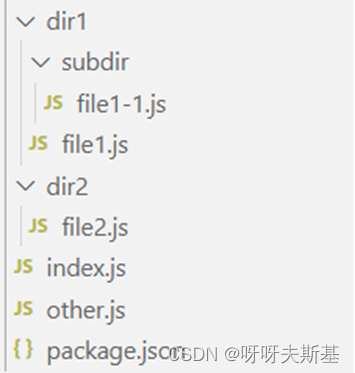 dir1
subdir
JS file1-1.js
JS file1.js
dir2
JS file2.js
JS index.js
JS other.js
{} package.json
CSDN @呀呀夫斯基